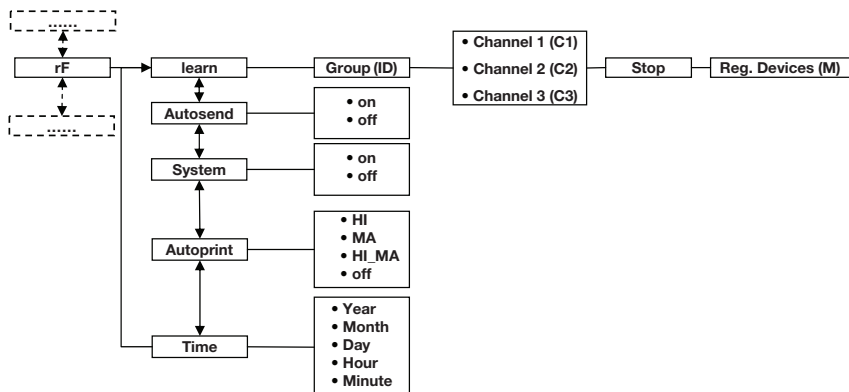 ......
rF
......
learn
Group (ID)
• Channel 1 (C1)
• Channel 2 (C2)
• Channel 3 (C3)
Stop
Reg. Devices (M)
Autosend
• on
• off
System
• on
• off
Autoprint
• HI
• MA
• HI_MA
• off
Time
• Year
• Month
• Day
• Hour
• Minute